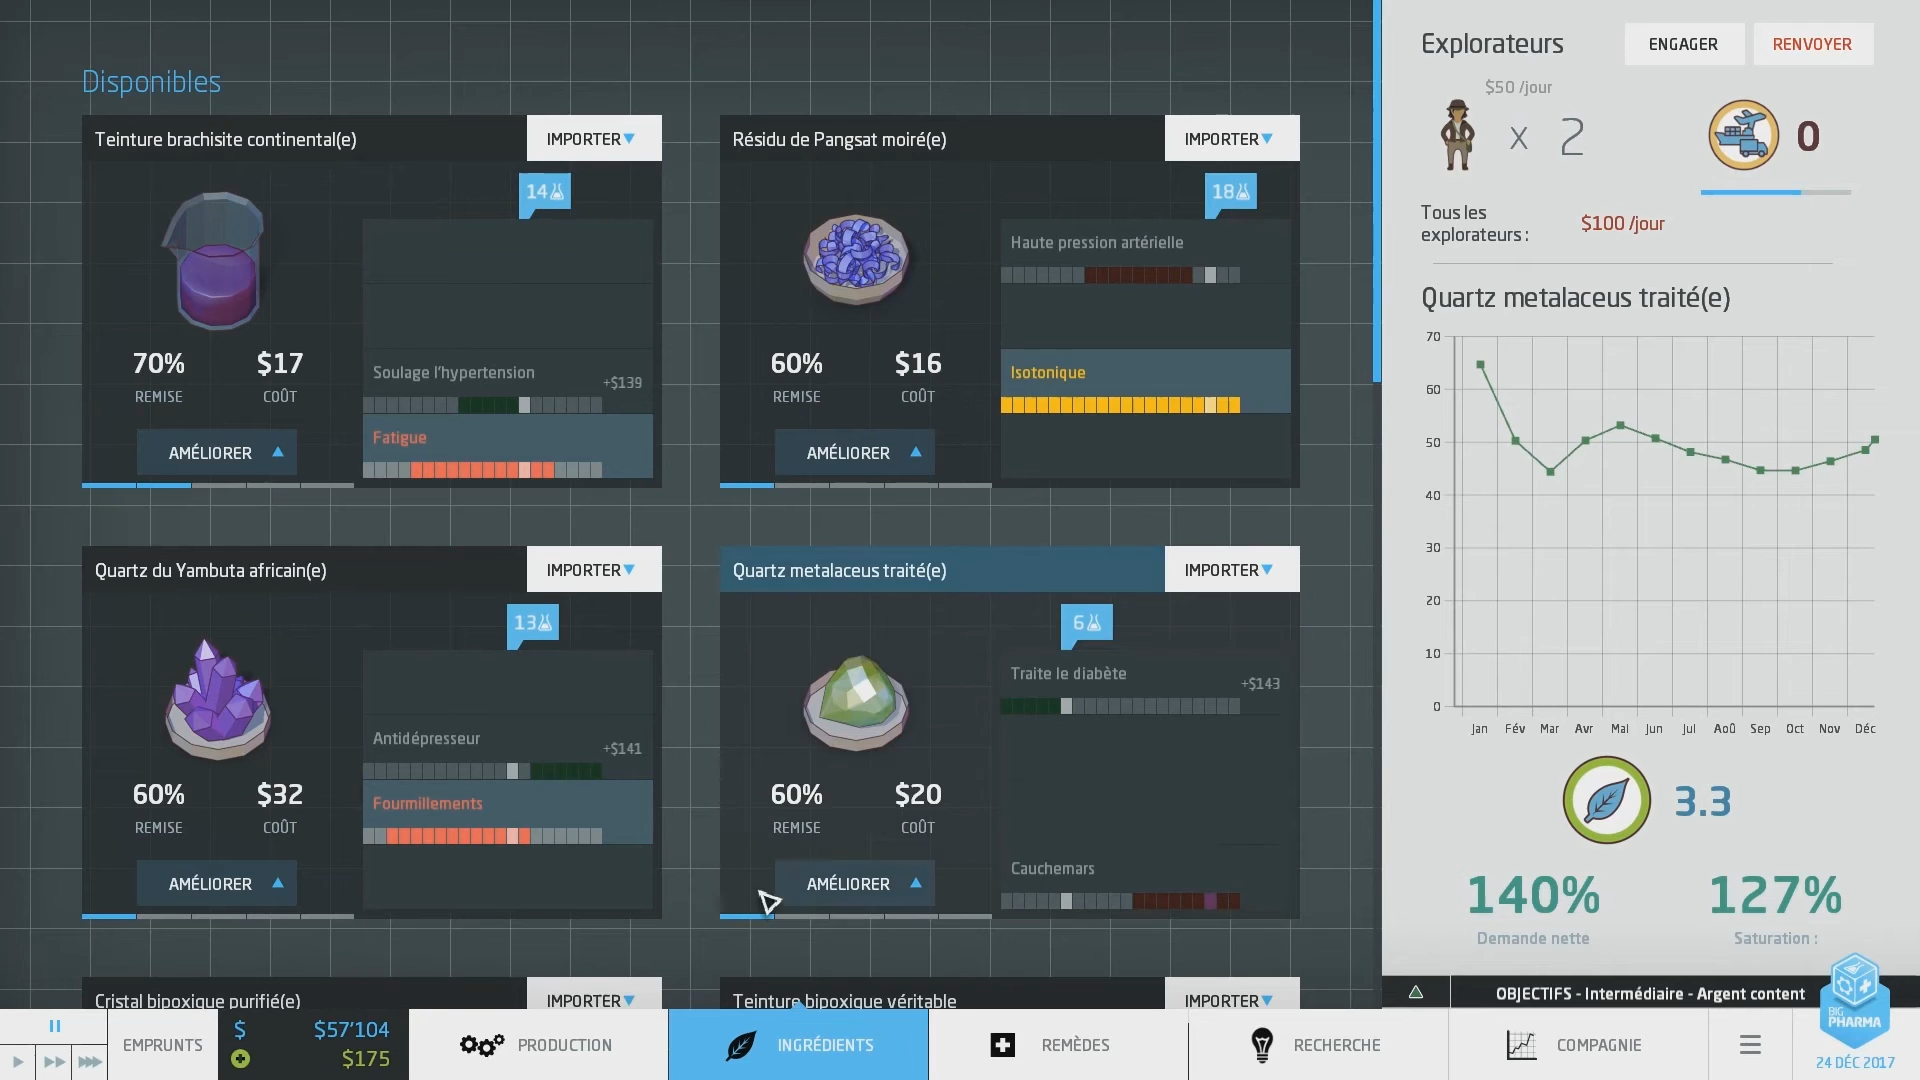 Disponibles
Teinture brachisite continental(e)
IMPORTER
14
70%
REMISE
$17
COÛT
AMÉLIORER
Soulage l'hypertension
+$139
Fatigue
Résidu de Pangsat moiré(e)
IMPORTER
18
60%
REMISE
$16
COÛT
AMÉLIORER
Haute pression artérielle
Isotonique
Quartz du Yambuta africain(e)
IMPORTER
13
60%
REMISE
$32
COÛT
AMÉLIORER
Antidépresseur
+$141
Fourmillements
Quartz metalaceus traité(e)
IMPORTER
6
60%
REMISE
$20
COÛT
AMÉLIORER
Traite le diabète
+$143
Cauchemars
Cristal bipoxique purifié(e)
IMPORTER
Teinture bipoxique véritable
IMPORTER
Explorateurs
ENGAGER
RENVOYER
$50 /jour
x 2
0
Tous les
explorateurs :
$100 /jour
Quartz metalaceus traité(e)
70
60
50
40
30
20
10
0
Jan Fév Mar Avr Mai Jun Jul Aoû Sep Oct Nov Déc
3.3
140%
Demande nette
127%
Saturation :
OBJECTIFS - Intermédiaire - Argent content
EMPRUNTS
$ $57'104
$175
PRODUCTION
INGRÉDIENTS
REMÈDES
RECHERCHE
COMPAGNIE
BIG
PHARMA
24 DÉC 2017